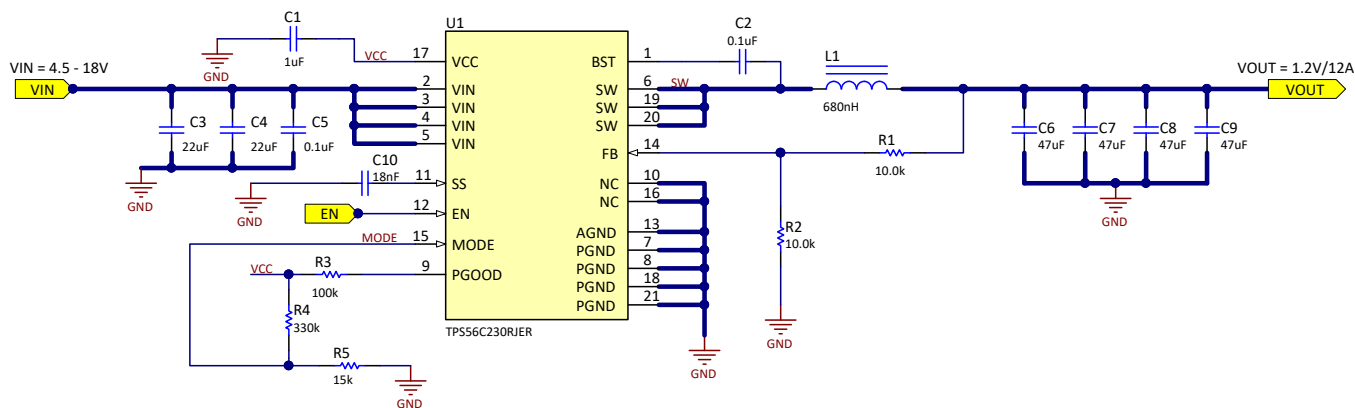 U1
C1
1uF
GND
VCC
17
VCC
VIN = 4.5 - 18V
VIN
2
VIN
3
VIN
4
VIN
5
VIN
C3
22uF
C4
22uF
C5
0.1uF
GND
C10
18nF
GND
11
SS
EN
12
EN
MODE
15
MODE
VCC
R3
100k
9
PGOOD
R4
330k
R5
15k
GND
TPS56C230RJER
BST
1
C2
0.1uF
SW
6
SW
SW
19
SW
20
L1
680nH
FB
14
R1
10.0k
R2
10.0k
GND
NC
10
NC
16
AGND
13
PGND
7
PGND
8
PGND
18
PGND
21
GND
VOUT = 1.2V/12A
VOUT
C6
47uF
C7
47uF
C8
47uF
C9
47uF
GND